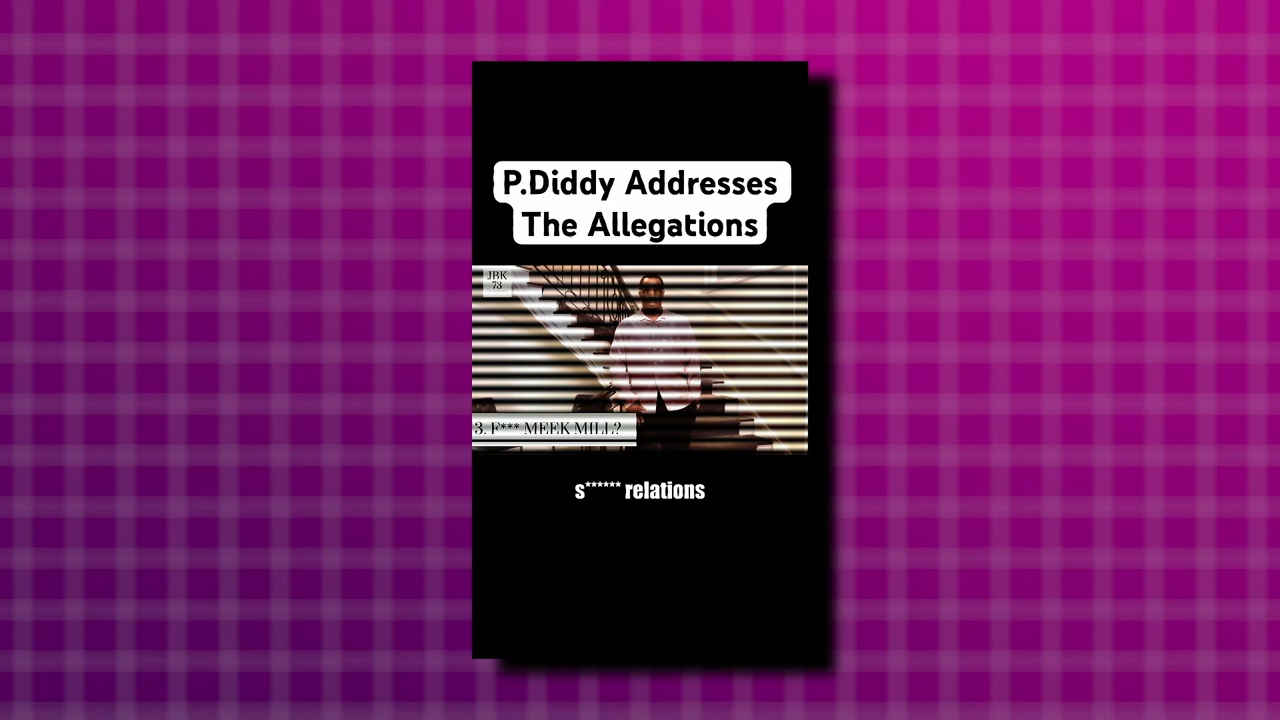 P.Diddy Addresses
The Allegations
JBK
73
3. F*** MEEK MILL?
s****** relations